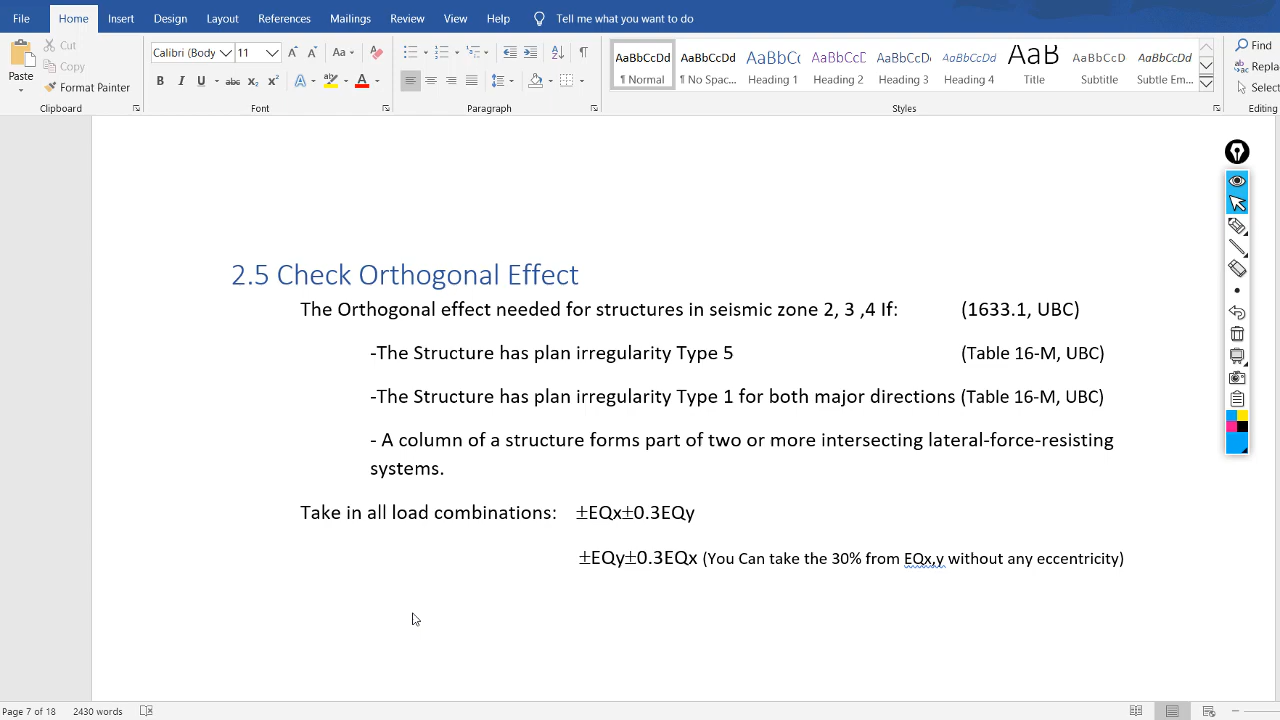 File Home Insert Design Layout References Mailings Review View Help Tell me what you want to do
Paste
Cut
Copy
Format Painter
Clipboard
Calibri (Body 11 Aa
B I U abc x₂ x² A A
Font
Paragraph
AaBbCcDd AaBbCcDd AaBbCc AaBbCcD AaBbCcDd AaBbCcDd AaB AaBbCcDd AaBbCcDd
¶ Normal ¶ No Spac... Heading 1 Heading 2 Heading 3 Heading 4 Title Subtitle Subtle Em...
Styles
Find
Repla
Select
Editing
2.5 Check Orthogonal Effect
The Orthogonal effect needed for structures in seismic zone 2, 3 ,4 If: (1633.1, UBC)
-The Structure has plan irregularity Type 5 (Table 16-M, UBC)
-The Structure has plan irregularity Type 1 for both major directions (Table 16-M, UBC)
- A column of a structure forms part of two or more intersecting lateral-force-resisting
systems.
Take in all load combinations: ±EQx±0.3EQy
±EQy±0.3EQx (You Can take the 30% from EQx,y without any eccentricity)
Page 7 of 18 2430 words